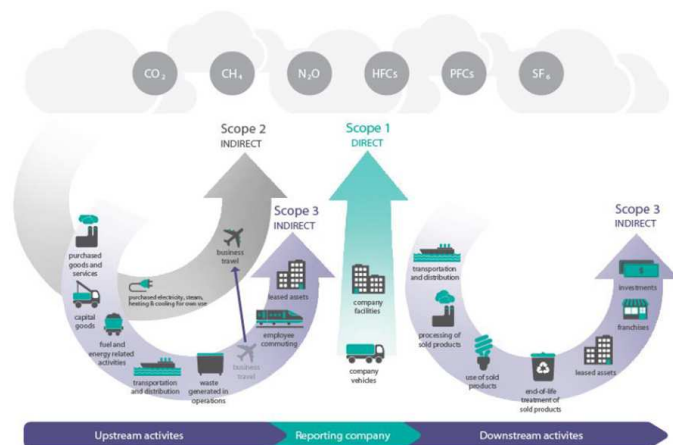 CO₂
CH₄
N₂O
HFCs
PFCs
SF₆
Scope 2
INDIRECT
Scope 1
DIRECT
Scope 3
INDIRECT
Scope 3
INDIRECT
purchased
goods and
services
capital
goods
fuel and
energy related
activities
transportation
and distribution
waste
generated in
operations
business
travel
business
travel
purchased electricity, steam,
heating & cooling for own use
employee
commuting
leased assets
company
facilities
company
vehicles
transportation
and distribution
processing of
sold products
use of sold
products
end-of-life
treatment of
sold products
leased assets
franchises
investments
Upstream activites
Reporting company
Downstream activites